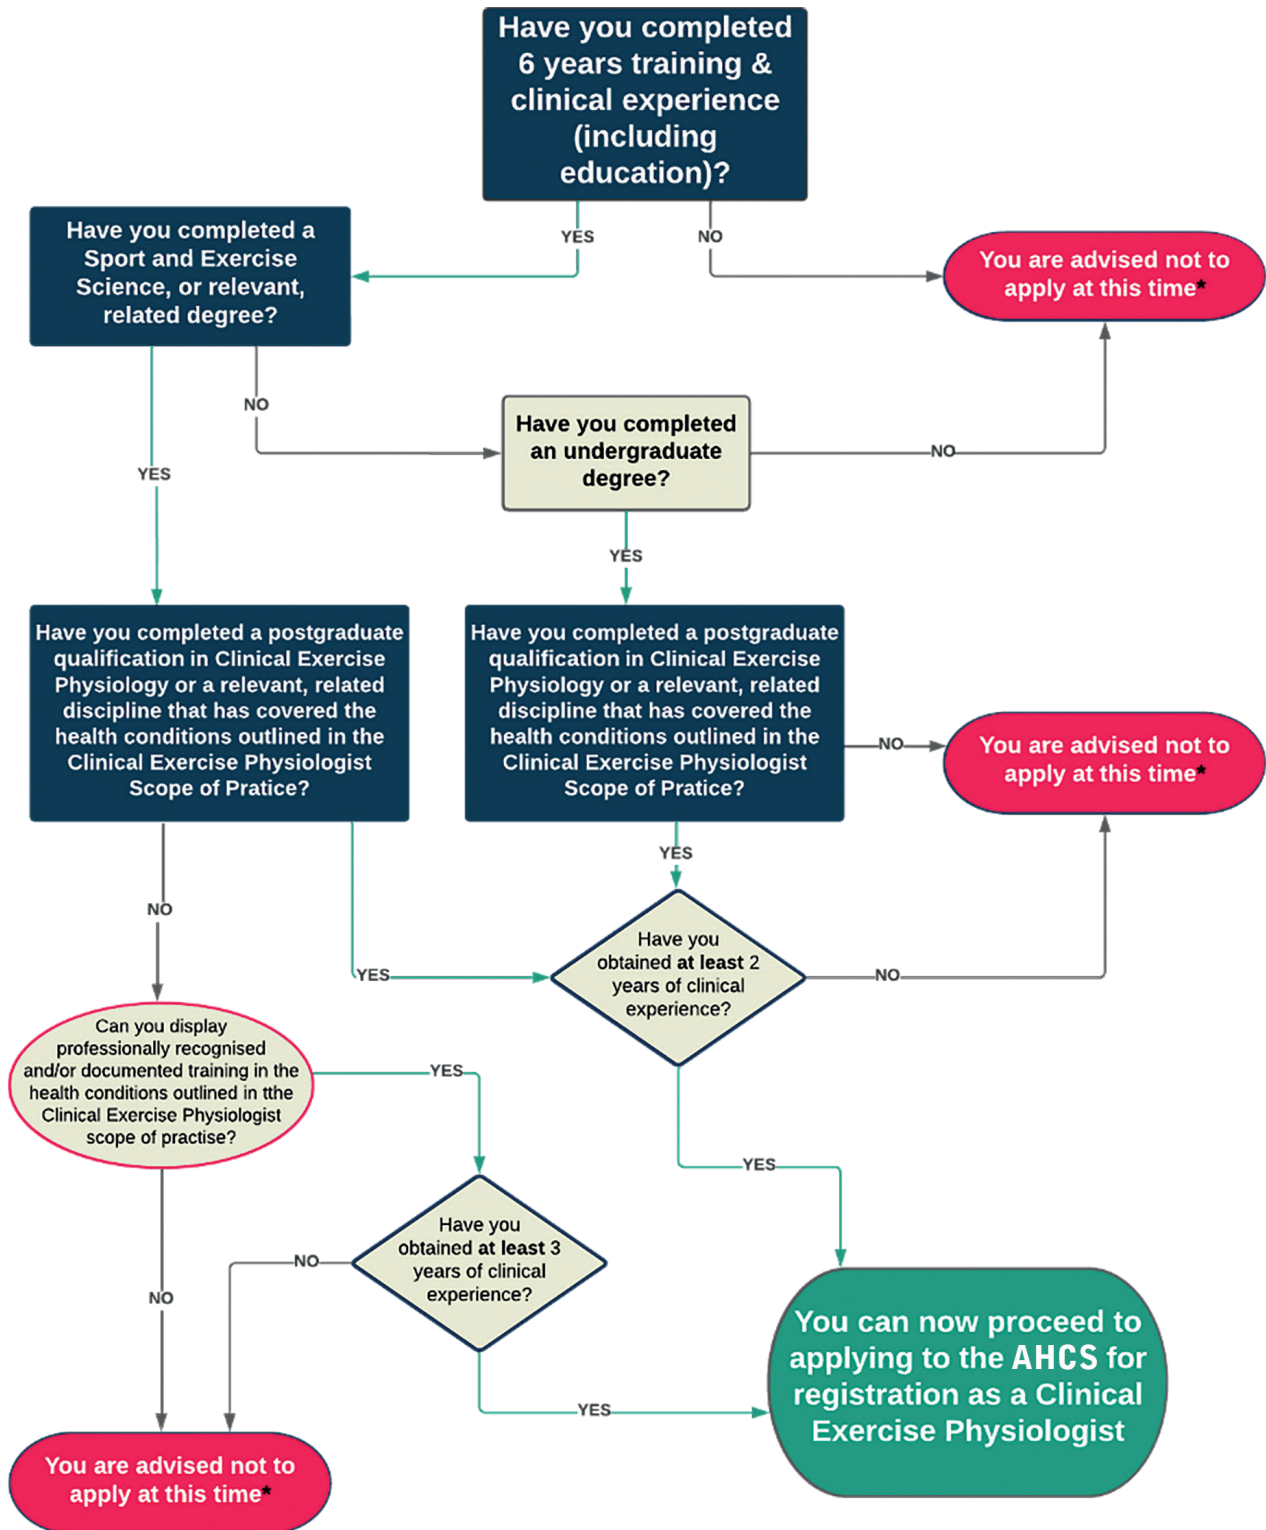 Have you completed
6 years training &
clinical experience
(including
education)?
YES
NO
Have you completed a
Sport and Exercise
Science, or relevant,
related degree?
You are advised not to
apply at this time*
NO
Have you completed
an undergraduate
degree?
NO
YES
YES
Have you completed a postgraduate
qualification in Clinical Exercise
Physiology or a relevant, related
discipline that has covered the
health conditions outlined in the
Clinical Exercise Physiologist
Scope of Pratice?
Have you completed a postgraduate
qualification in Clinical Exercise
Physiology or a relevant, related
discipline that has covered the
health conditions outlined in the
Clinical Exercise Physiologist
Scope of Pratice?
NO
You are advised not to
apply at this time*
YES
NO
YES
Have you
obtained at least 2
years of clinical
experience?
NO
Can you display
professionally recognised
and/or documented training in the
health conditions outlined in tthe
Clinical Exercise Physiologist
scope of practise?
YES
YES
Have you
obtained at least 3
years of clinical
experience?
NO
NO
YES
You can now proceed to
applying to the AHCS for
registration as a Clinical
Exercise Physiologist
You are advised not to
apply at this time*